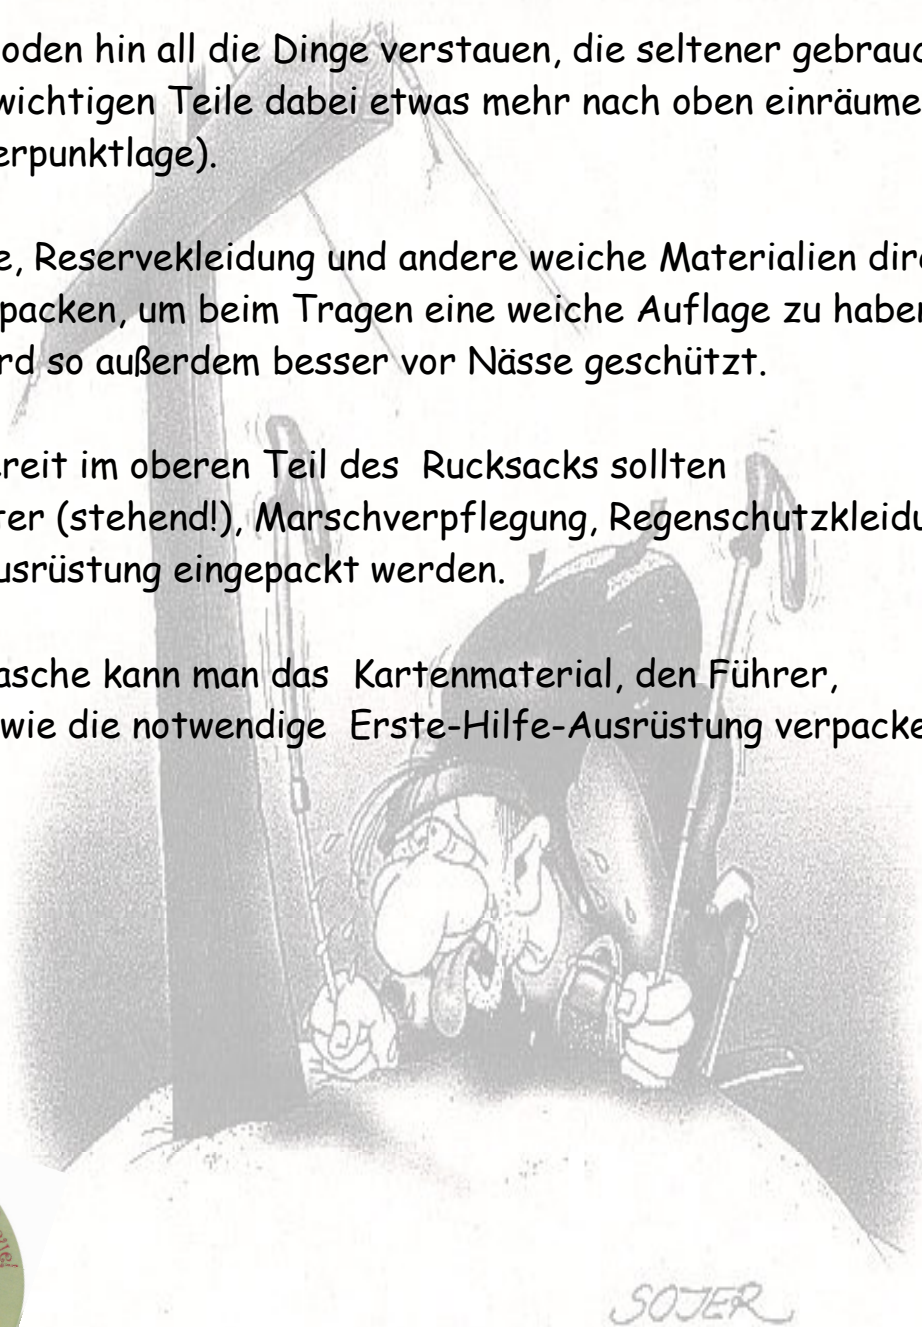 oden hin all die Dinge verstauen, die seltener gebrauc
wichtigen Teile dabei etwas mehr nach oben einräume
erpunktlage).
e, Reservekleidung und andere weiche Materialien dire
packen, um beim Tragen eine weiche Auflage zu haben
rd so außerdem besser vor Nässe geschützt.
reit im oberen Teil des Rucksacks sollten
ter (stehend!), Marschverpflegung, Regenschutzkleidu
usrüstung eingepackt werden.
asche kann man das Kartenmaterial, den Führer,
wie die notwendige Erste-Hilfe-Ausrüstung verpacke
SOJER